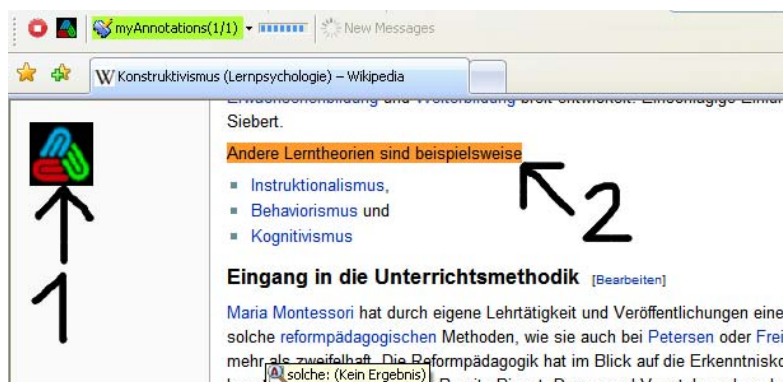 myAnnotations(1/1) New Messages
Konstruktivismus (Lernpsychologie) – Wikipedia
Siebert.
Andere Lerntheorien sind beispielsweise
Instruktionalismus,
Behaviorismus und
Kognitivismus
2
1
Eingang in die Unterrichtsmethodik [Bearbeiten]
Maria Montessori hat durch eigene Lehrtätigkeit und Veröffentlichungen eine
solche reformpädagogischen Methoden, wie sie auch bei Petersen oder Frei
mehr als zweifelhaft. Die Reformpädagogik hat im Blick auf die Erkenntnisko
solche: (Kein Ergebnis)